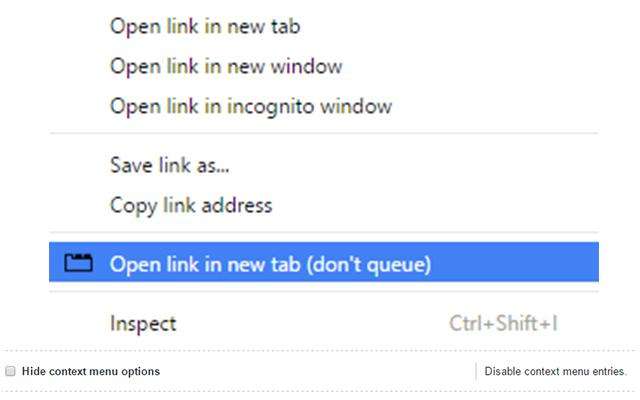 Open link in new tab
Open link in new window
Open link in incognito window
Save link as...
Copy link address
Open link in new tab (don't queue)
Inspect Ctrl+Shift+I
Hide context menu options Disable context menu entries.